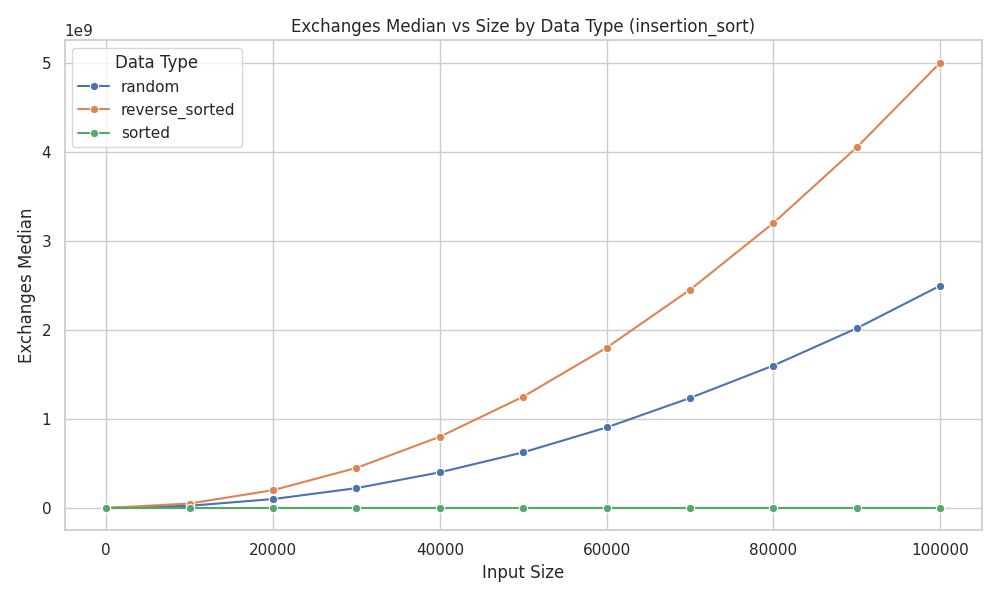 Exchanges Median vs Size by Data Type (insertion_sort)
1e9
Data Type
random
reverse_sorted
sorted
5
4
3
2
1
0
Exchanges Median
0 20000 40000 60000 80000 100000
Input Size